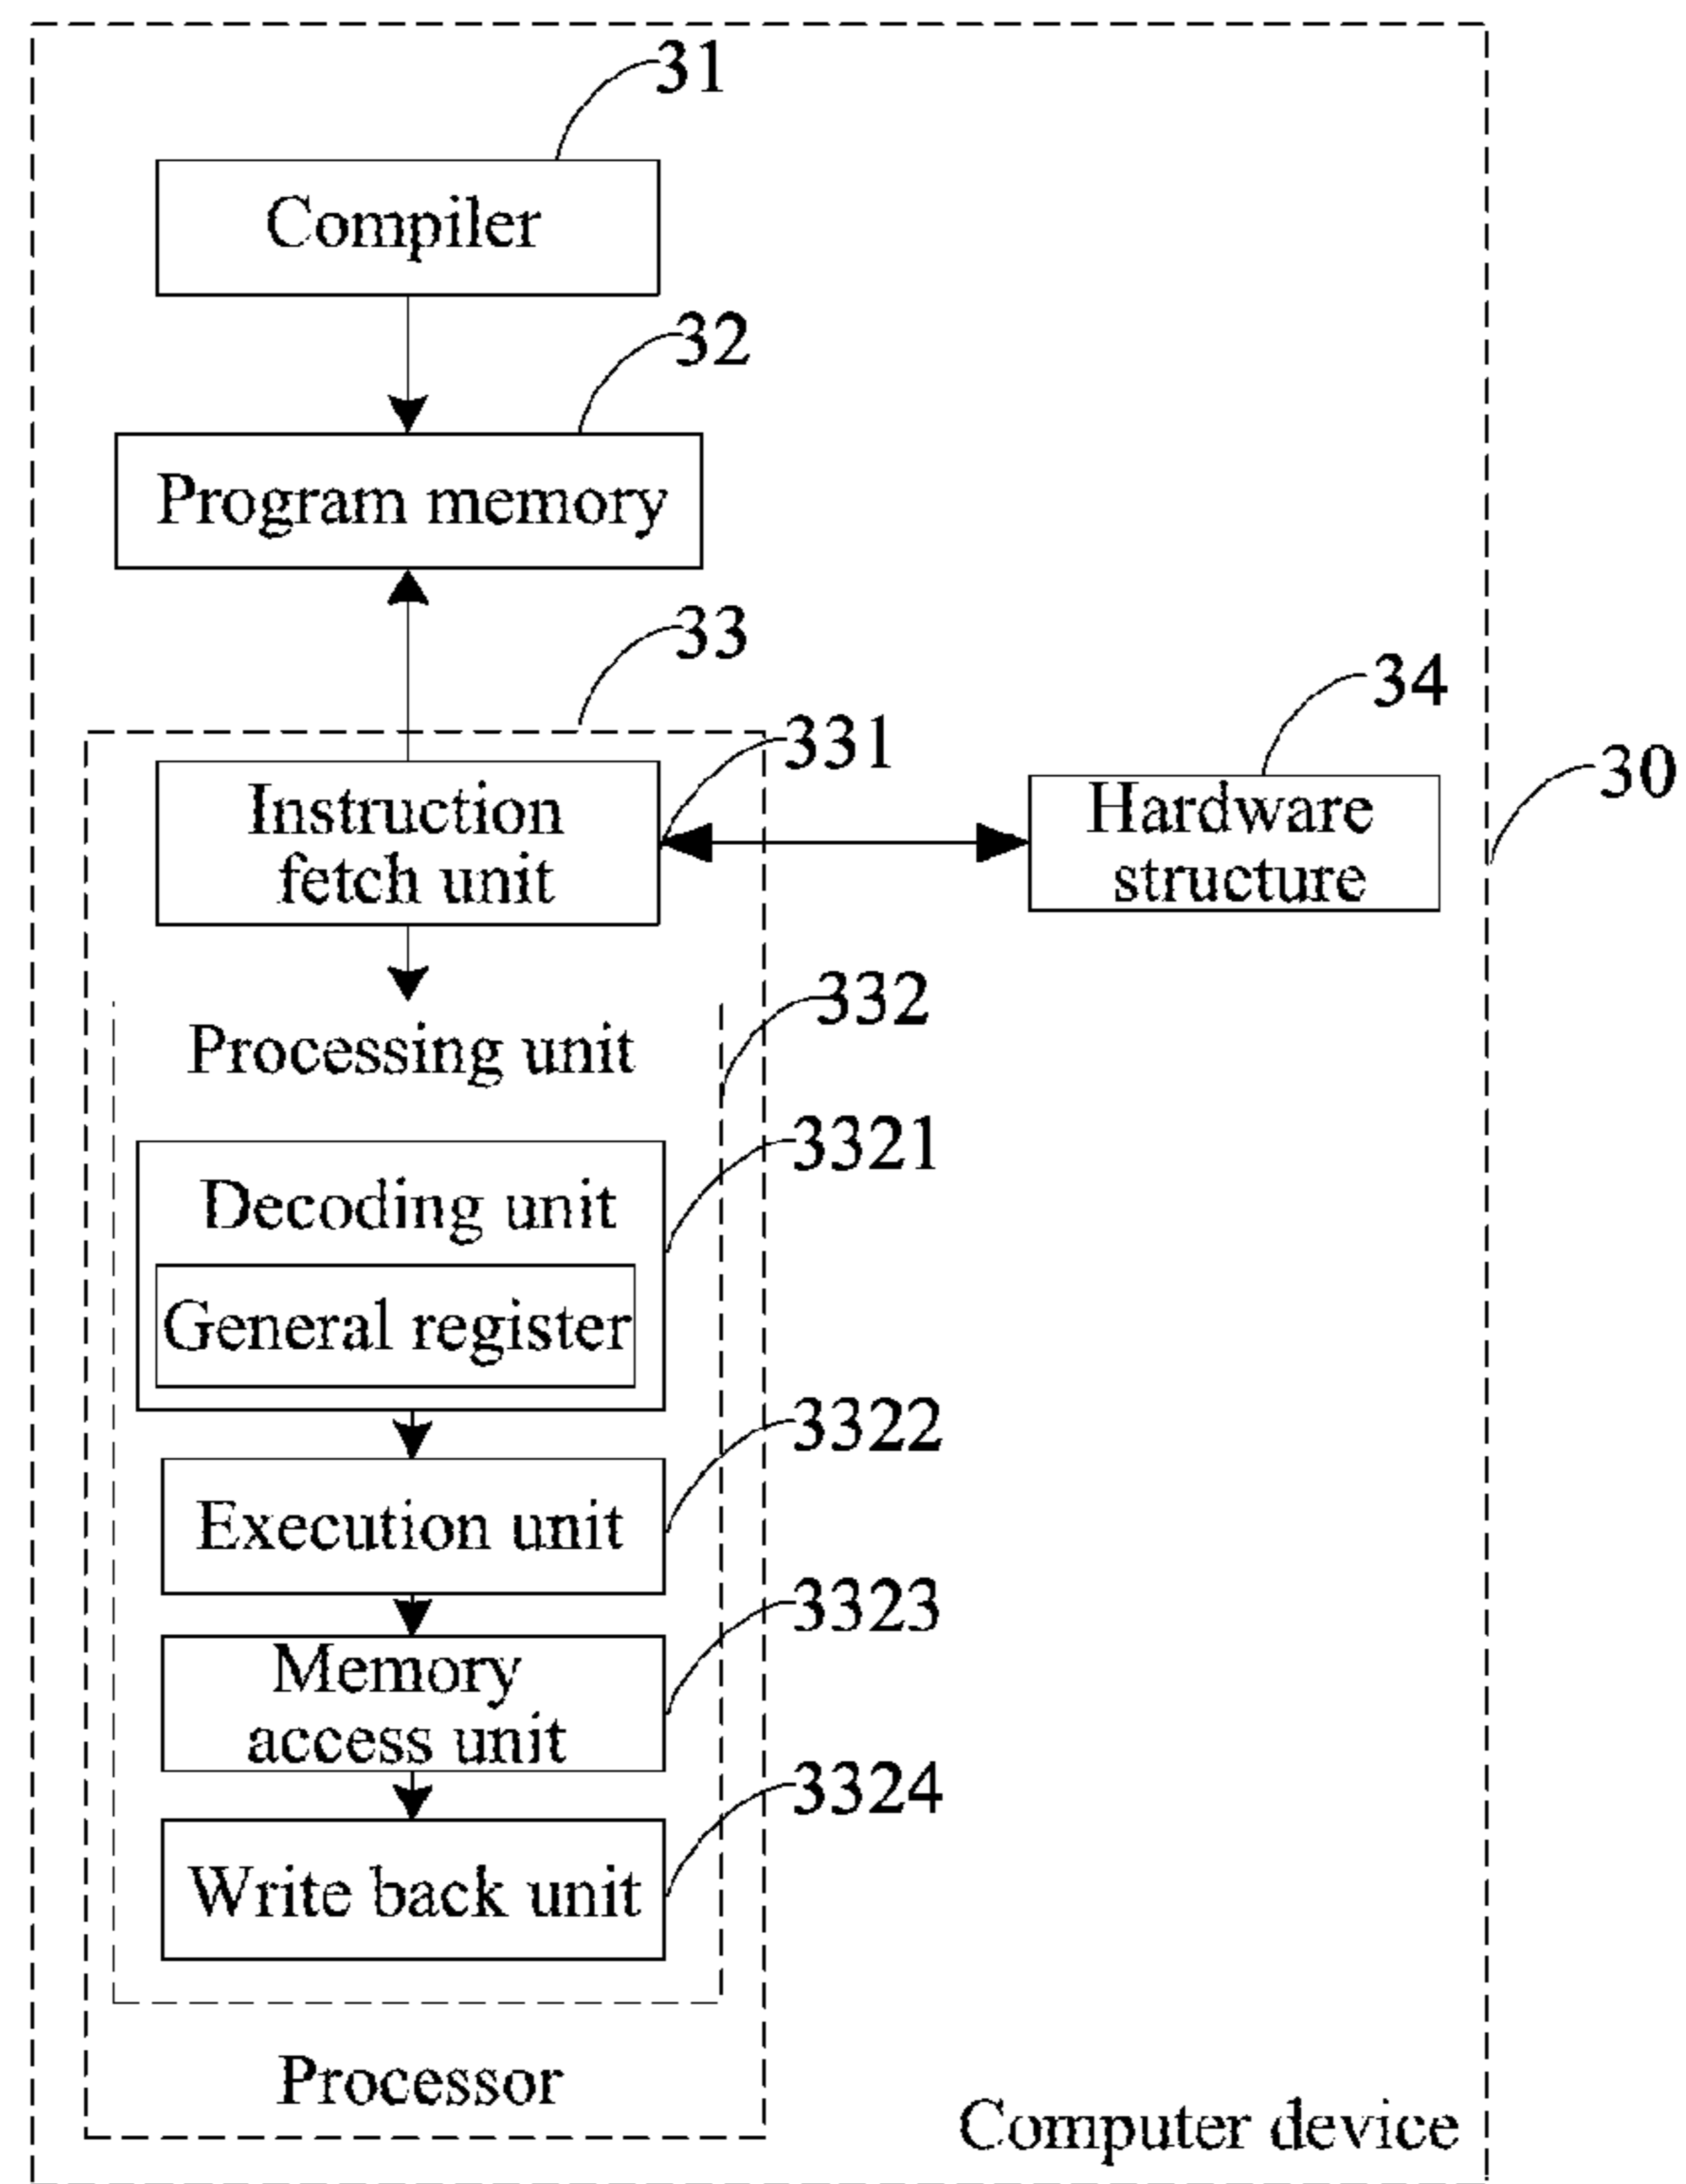 31
Compiler
32
Program memory
33
331
34
30
Instruction
fetch unit
Hardware
structure
332
Processing unit
3321
Decoding unit
General register
3322
Execution unit
3323
Memory
access unit
3324
Write back unit
Processor
Computer device